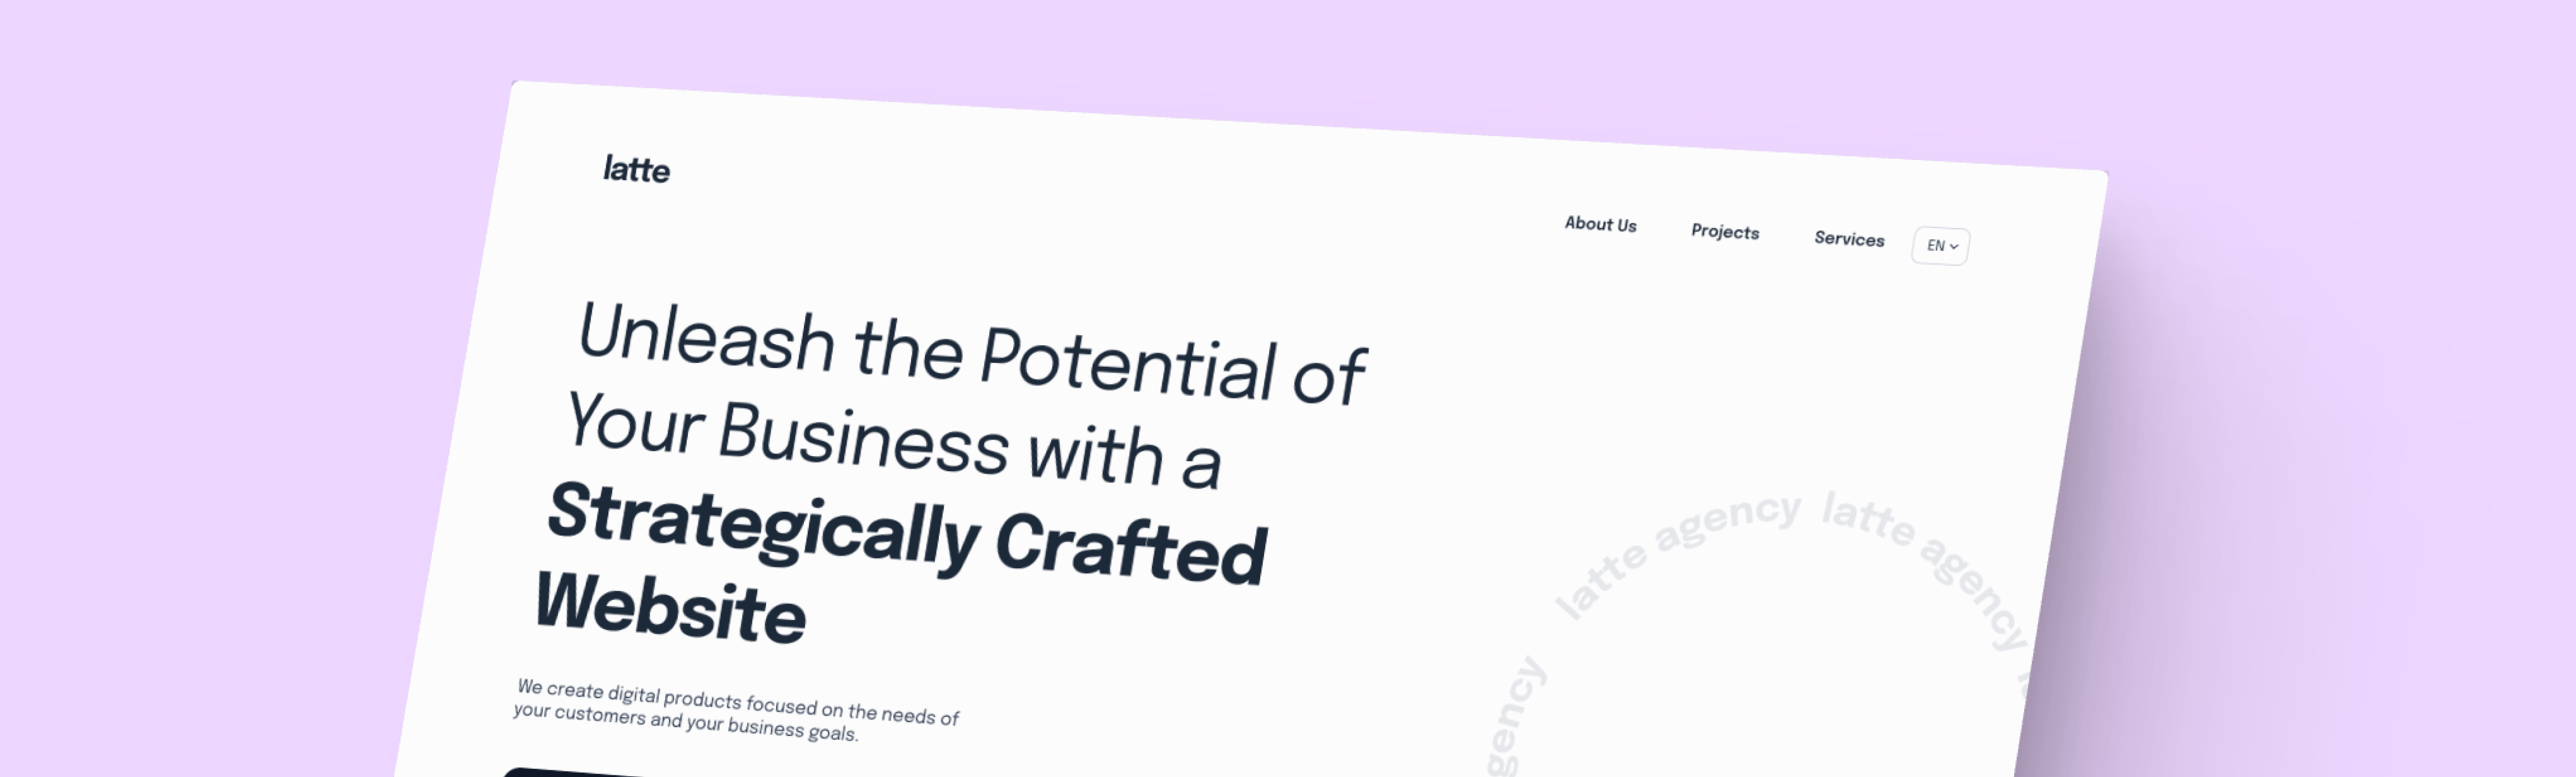 latte
About Us Projects Services EN
Unleash the Potential of
Your Business with a
Strategically Crafted
Website
We create digital products focused on the needs of
your customers and your business goals.
latte agency latte agency
gency